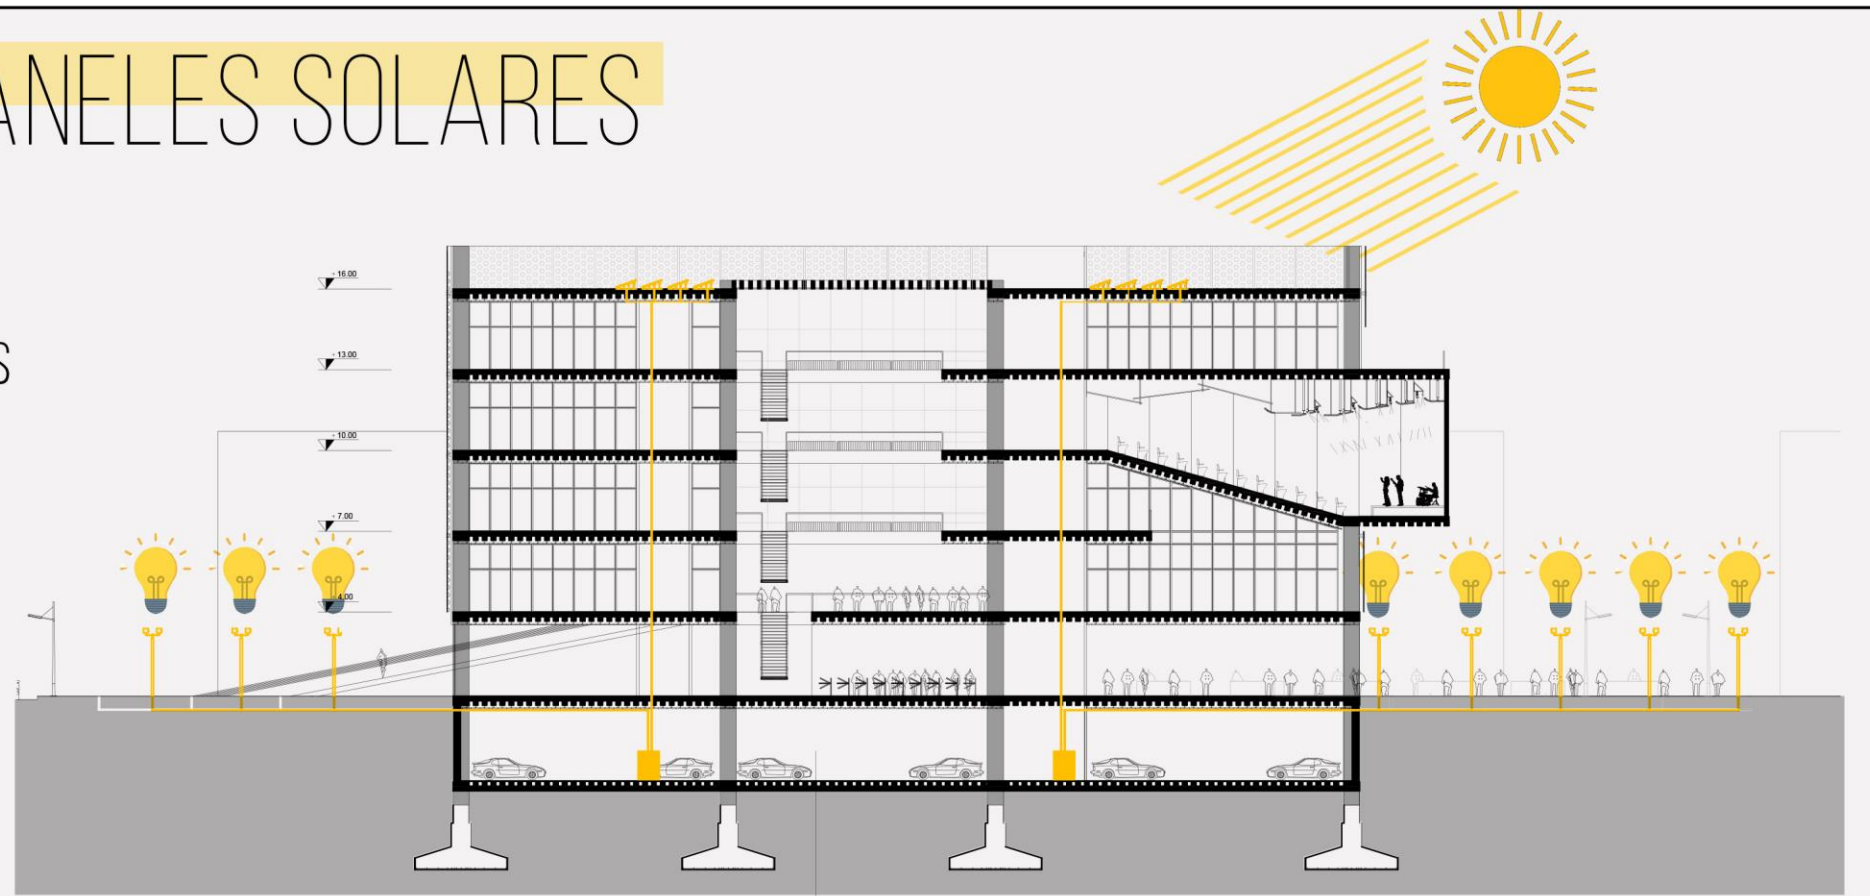 ANELES SOLARES
S
+ 16.00
+ 13.00
+ 10.00
+ 7.00
+ 4.00